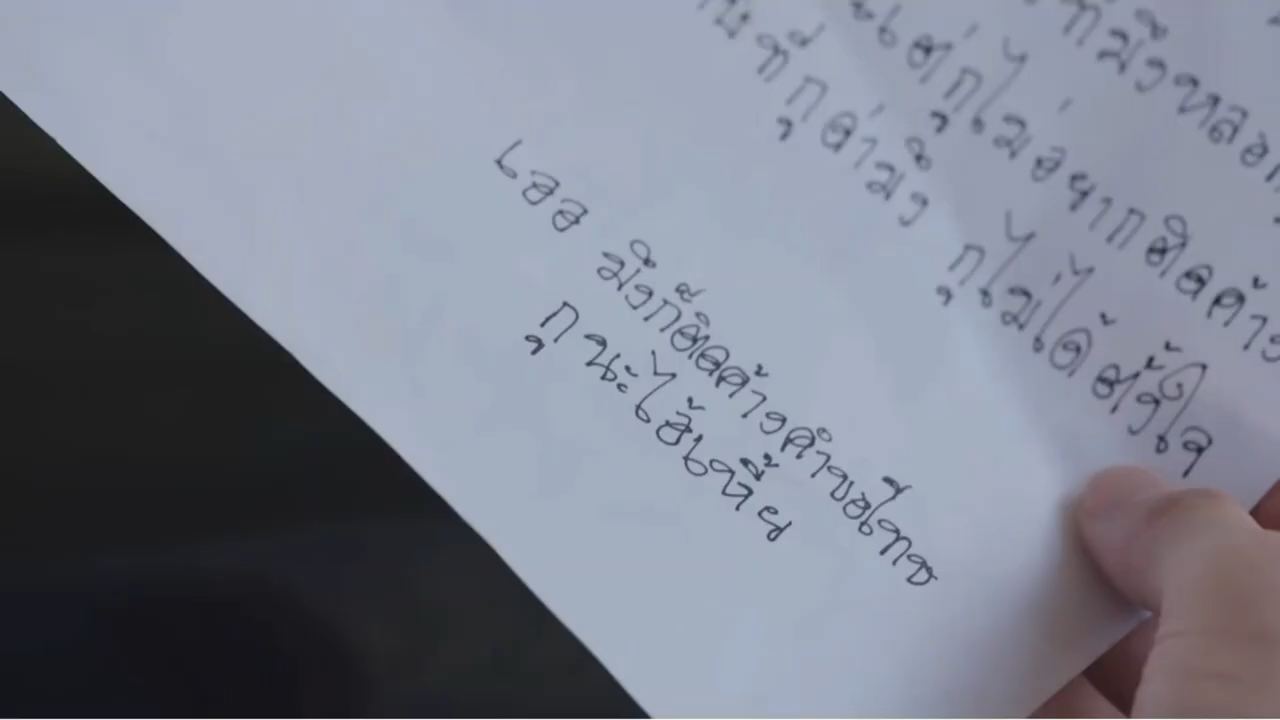 ที่มึงหลอก
แต่กูไม่อยากติดค้าง
ที่กูด่ามึง กูไม่ได้ตั้งใจ
เออ มึงก็ติดค้างคำขอโทษ
กูนะไอ้เหี้ย